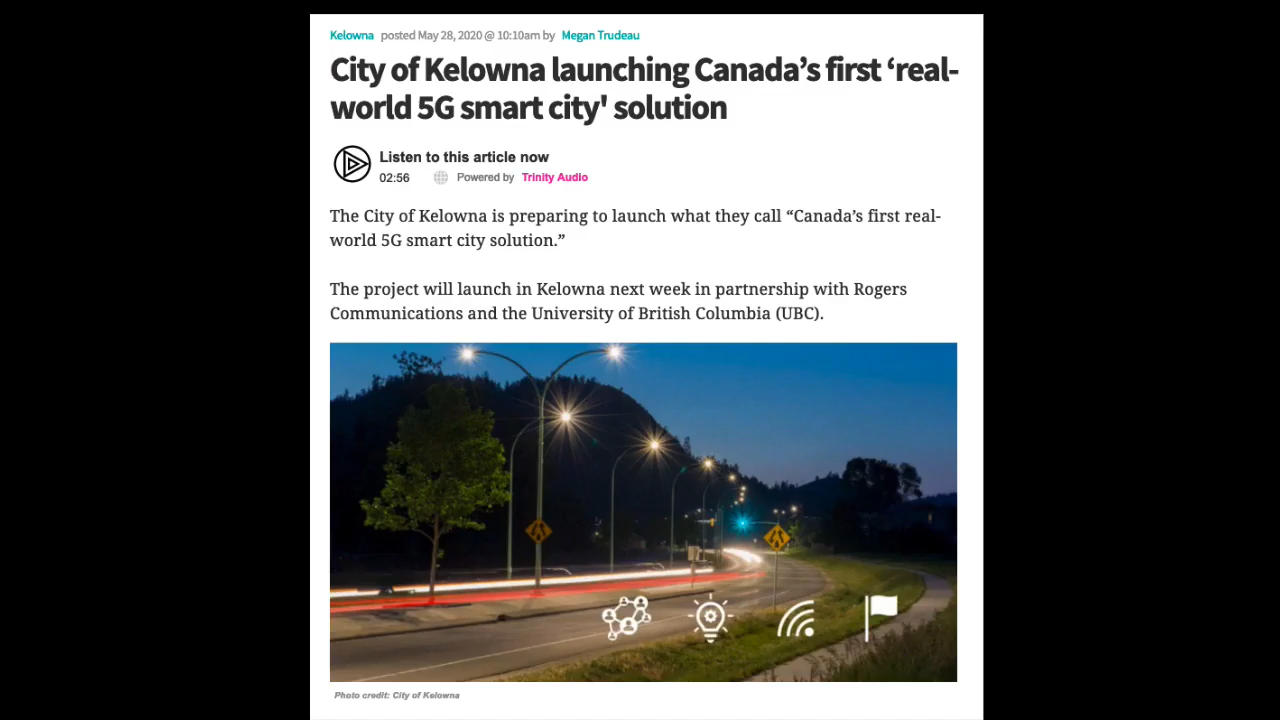 Kelowna posted May 28, 2020 @ 10:10am by Megan Trudeau
City of Kelowna launching Canada’s first ‘real-
world 5G smart city' solution
Listen to this article now
02:56 Powered by Trinity Audio
The City of Kelowna is preparing to launch what they call “Canada’s first real-
world 5G smart city solution.”
The project will launch in Kelowna next week in partnership with Rogers
Communications and the University of British Columbia (UBC).
Photo credit: City of Kelowna